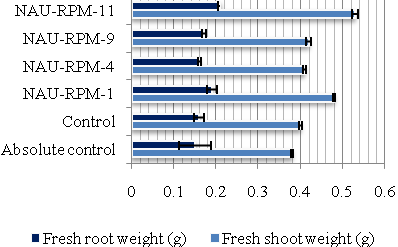 NAU-RPM-11
NAU-RPM-9
NAU-RPM-4
NAU-RPM-1
Control
Absolute control
0 0.1 0.2 0.3 0.4 0.5 0.6
Fresh root weight (g) Fresh shoot weight (g)